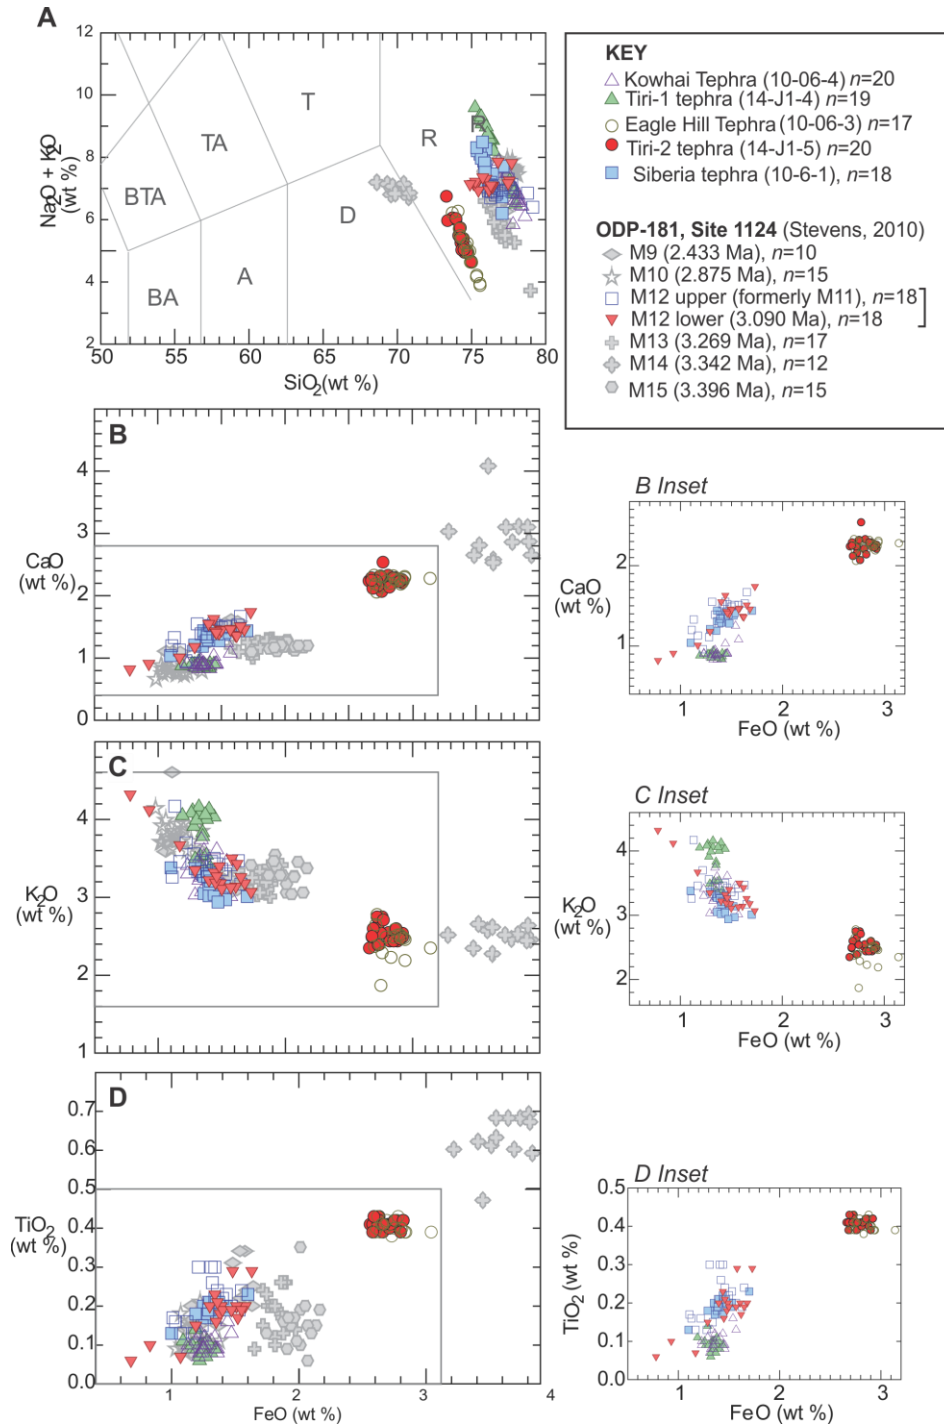 A
12
10
8
6
4
2
Na2O + K2O
(wt %)
T
TA
R
R
BTA
D
BA
A
50 55 60 65 70 75 80
SiO2(wt %)
KEY
Kowhai Tephra (10-06-4) n=20
Tiri-1 tephra (14-J1-4) n=19
Eagle Hill Tephra (10-06-3) n=17
Tiri-2 tephra (14-J1-5) n=20
Siberia tephra (10-6-1), n=18
ODP-181, Site 1124 (Stevens, 2010)
M9 (2.433 Ma), n=10
M10 (2.875 Ma), n=15
M12 upper (formerly M11), n=18
M12 lower (3.090 Ma), n=18
M13 (3.269 Ma), n=17
M14 (3.342 Ma), n=12
M15 (3.396 Ma), n=15
B
4
3
2
1
0
CaO
(wt %)
B Inset
2
1
CaO
(wt %)
1 2 3
FeO (wt %)
C
4
3
2
1
K2O
(wt %)
C Inset
4
3
2
K2O
(wt %)
1 2 3
FeO (wt %)
D
0.7
0.6
0.5
0.4
0.3
0.2
0.1
0
TiO2
(wt %)
1 2 3 4
FeO (wt %)
D Inset
0.5
0.4
0.3
0.2
0.1
0.0
TiO2 (wt %)
1 2 3
FeO (wt %)